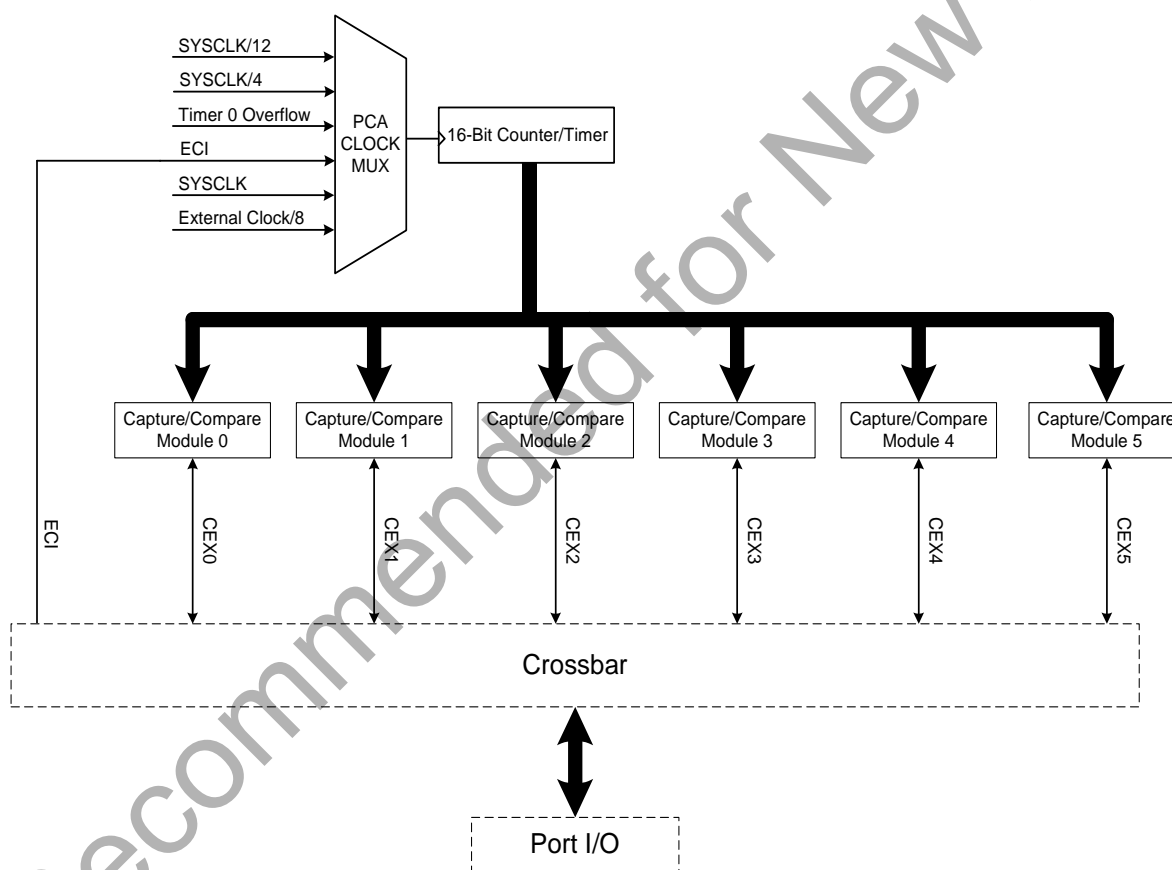 SYSCLK/12
SYSCLK/4
Timer 0 Overflow
ECI
SYSCLK
External Clock/8
PCA
CLOCK
MUX
16-Bit Counter/Timer
Capture/Compare
Module 0
Capture/Compare
Module 1
Capture/Compare
Module 2
Capture/Compare
Module 3
Capture/Compare
Module 4
Capture/Compare
Module 5
ECI
CEX0
CEX1
CEX2
CEX3
CEX4
CEX5
Crossbar
Port I/O
ecommended for New